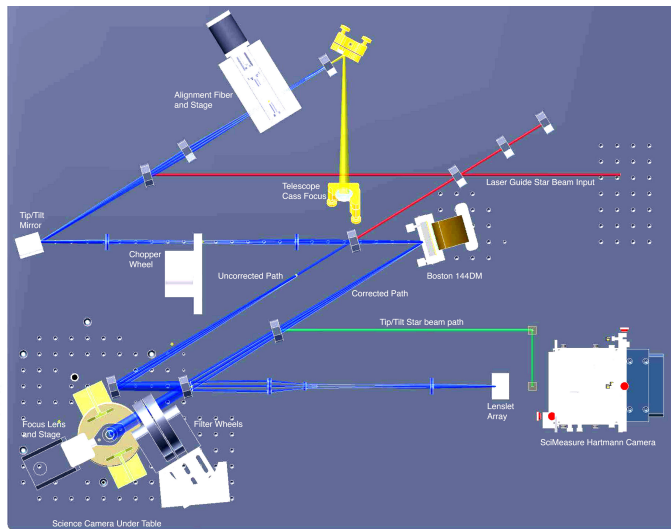 Alignment Fiber
and Stage
Telescope
Cass Focus
Laser Guide Star Beam Input
Tip/Tilt
Mirror
Chopper
Wheel
Uncorrected Path
Boston 144DM
Corrected Path
Tip/Tilt Star beam path
Focus Lens
and Stage
Filter Wheels
Lenslet
Array
SciMeasure Hartmann Camera
Science Camera Under Table